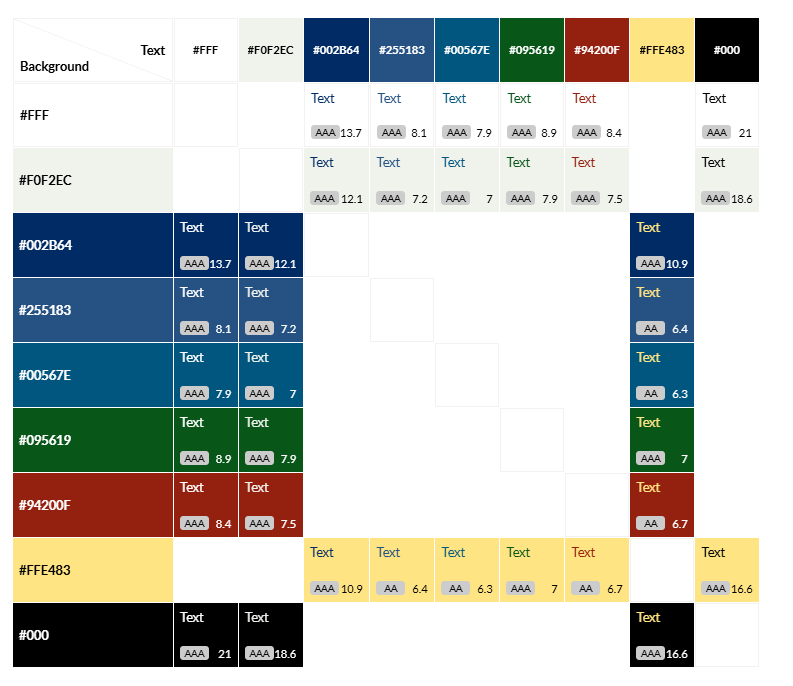 Text #FFF #F0F2EC #002B64 #255183 #00567E #095619 #94200F #FFE483 #000
Background
#FFF Text Text Text Text Text Text
AAA 13.7 AAA 8.1 AAA 7.9 AAA 8.9 AAA 8.4 AAA 21
#F0F2EC Text Text Text Text Text Text
AAA 12.1 AAA 7.2 AAA 7 AAA 7.9 AAA 7.5 AAA 18.6
#002B64 Text Text Text
AAA 13.7 AAA 12.1 AAA 10.9
#255183 Text Text Text
AAA 8.1 AAA 7.2 AA 6.4
#00567E Text Text Text
AAA 7.9 AAA 7 AA 6.3
#095619 Text Text Text
AAA 8.9 AAA 7.9 AAA 7
#94200F Text Text Text
AAA 8.4 AAA 7.5 AA 6.7
#FFE483 Text Text Text Text Text Text
AAA 10.9 AA 6.4 AA 6.3 AAA 7 AA 6.7 AAA 16.6
#000 Text Text Text
AAA 21 AAA 18.6 AAA 16.6